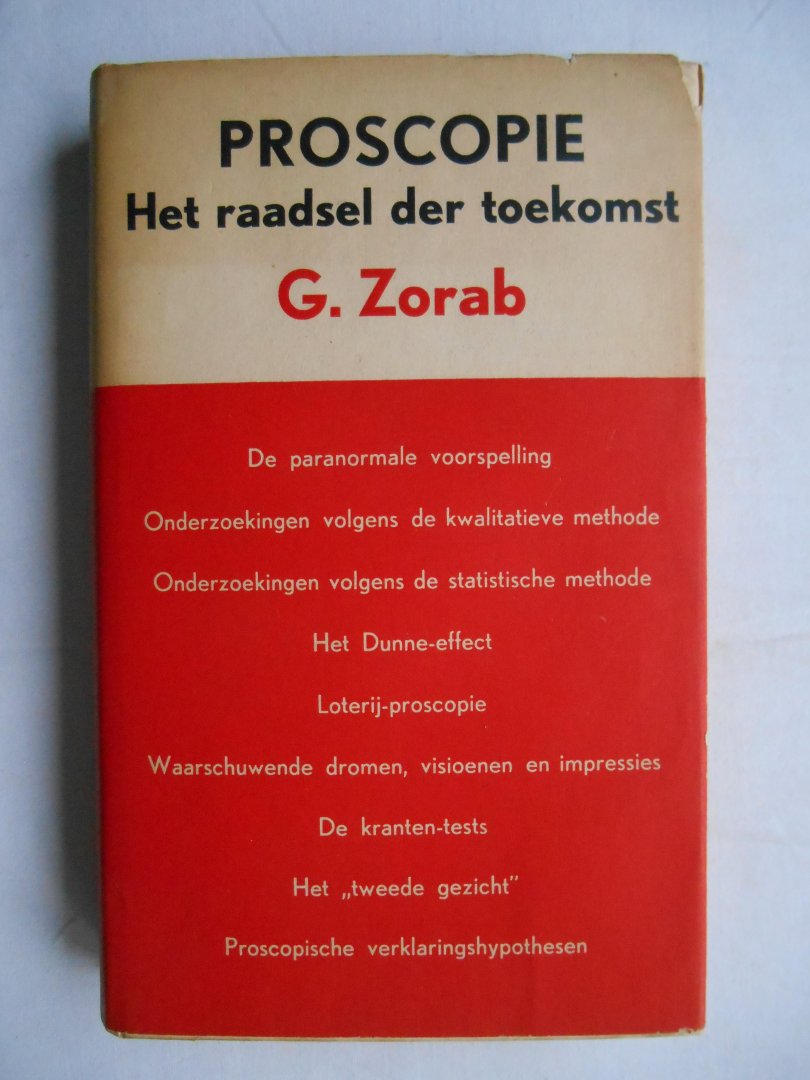 PROSCOPIE
Het raadsel der toekomst
G. Zorab
De paranormale voorspelling
Onderzoekingen volgens de kwalitatieve methode
Onderzoekingen volgens de statistische methode
Het Dunne-effect
Loterij-proscopie
Waarschuwende dromen, visioenen en impressies
De kranten-tests
Het „tweede gezicht”
Proscopische verklaringshypothesen